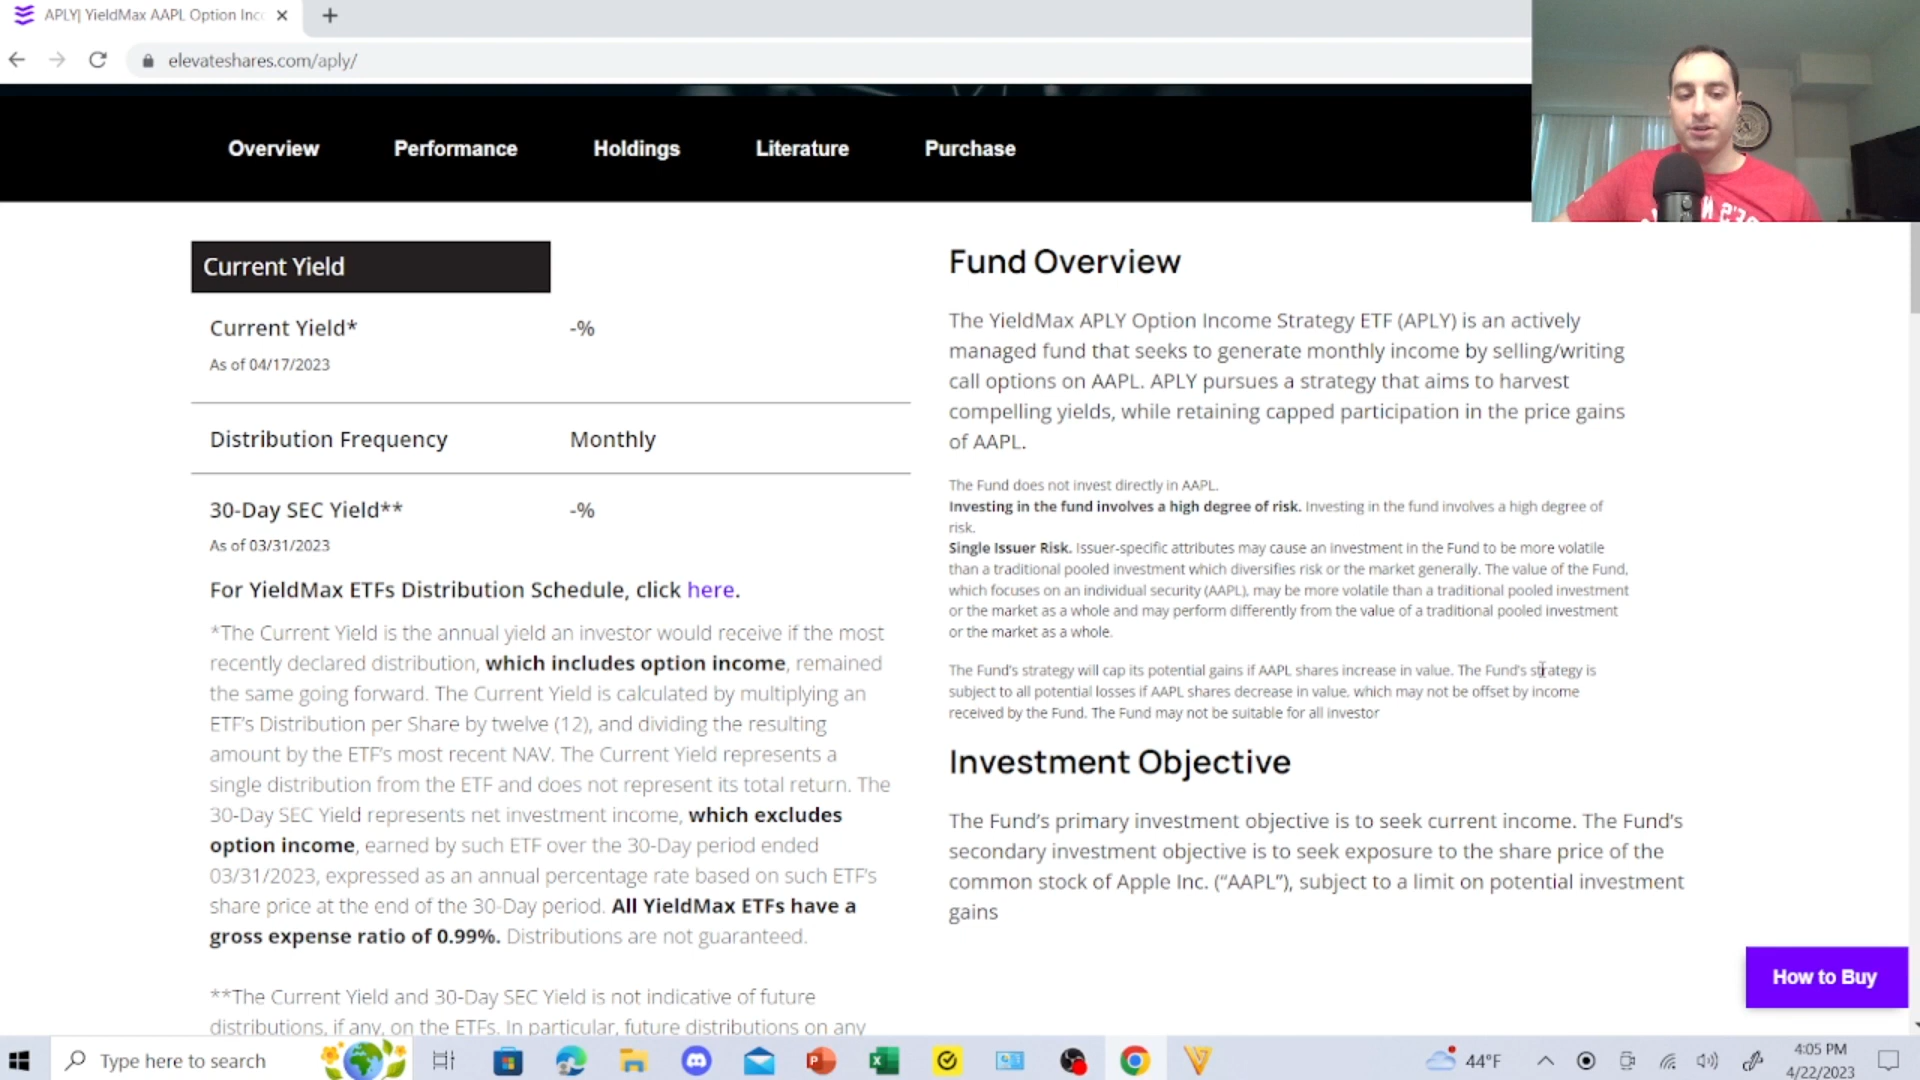 APLY| YieldMax AAPL Option Inc
elevateshares.com/aply/
Overview Performance Holdings Literature Purchase
Current Yield
Current Yield* -%
As of 04/17/2023
Distribution Frequency Monthly
30-Day SEC Yield** -%
As of 03/31/2023
For YieldMax ETFs Distribution Schedule, click here.
*The Current Yield is the annual yield an investor would receive if the most
recently declared distribution, which includes option income, remained
the same going forward. The Current Yield is calculated by multiplying an
ETF's Distribution per Share by twelve (12), and dividing the resulting
amount by the ETF's most recent NAV. The Current Yield represents a
single distribution from the ETF and does not represent its total return. The
30-Day SEC Yield represents net investment income, which excludes
option income, earned by such ETF over the 30-Day period ended
03/31/2023, expressed as an annual percentage rate based on such ETF's
share price at the end of the 30-Day period. All YieldMax ETFs have a
gross expense ratio of 0.99%. Distributions are not guaranteed.
**The Current Yield and 30-Day SEC Yield is not indicative of future
distributions, if any, on the ETFs. In particular, future distributions on any
Fund Overview
The YieldMax APLY Option Income Strategy ETF (APLY) is an actively
managed fund that seeks to generate monthly income by selling/writing
call options on AAPL. APLY pursues a strategy that aims to harvest
compelling yields, while retaining capped participation in the price gains
of AAPL.
The Fund does not invest directly in AAPL.
Investing in the fund involves a high degree of risk. Investing in the fund involves a high degree of
risk.
Single Issuer Risk. Issuer-specific attributes may cause an investment in the Fund to be more volatile
than a traditional pooled investment which diversifies risk or the market generally. The value of the Fund,
which focuses on an individual security (AAPL), may be more volatile than a traditional pooled investment
or the market as a whole and may perform differently from the value of a traditional pooled investment
or the market as a whole.
The Fund's strategy will cap its potential gains if AAPL shares increase in value. The Fund's strategy is
subject to all potential losses if AAPL shares decrease in value, which may not be offset by income
received by the Fund. The Fund may not be suitable for all investor
Investment Objective
The Fund's primary investment objective is to seek current income. The Fund's
secondary investment objective is to seek exposure to the share price of the
common stock of Apple Inc. ("AAPL"), subject to a limit on potential investment
gains
How to Buy
Type here to search
44°F
4:05 PM
4/22/2023